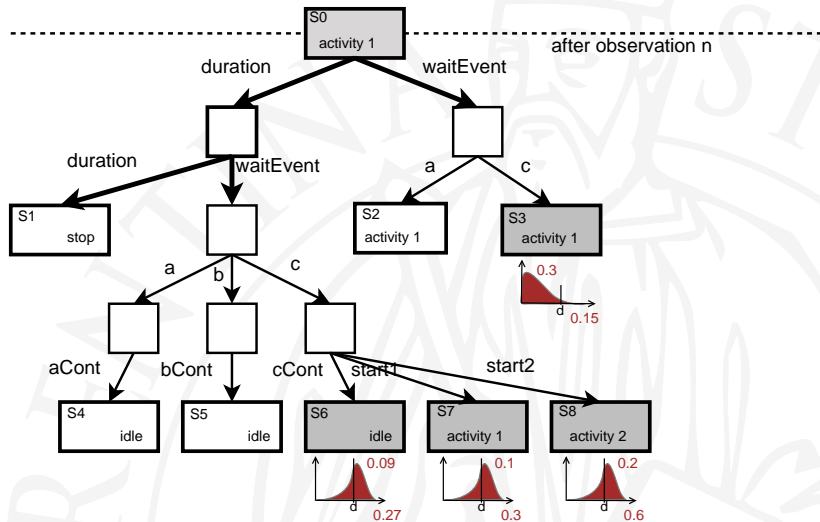 S0
activity 1
after observation n
duration
waitEvent
duration
waitEvent
a
c
S1
stop
S2
activity 1
S3
activity 1
a
b
c
0.3
d
0.15
aCont
bCont
cCont
start1
start2
S4
idle
S5
idle
S6
idle
S7
activity 1
S8
activity 2
0.09
d
0.27
0.1
d
0.3
0.2
d
0.6